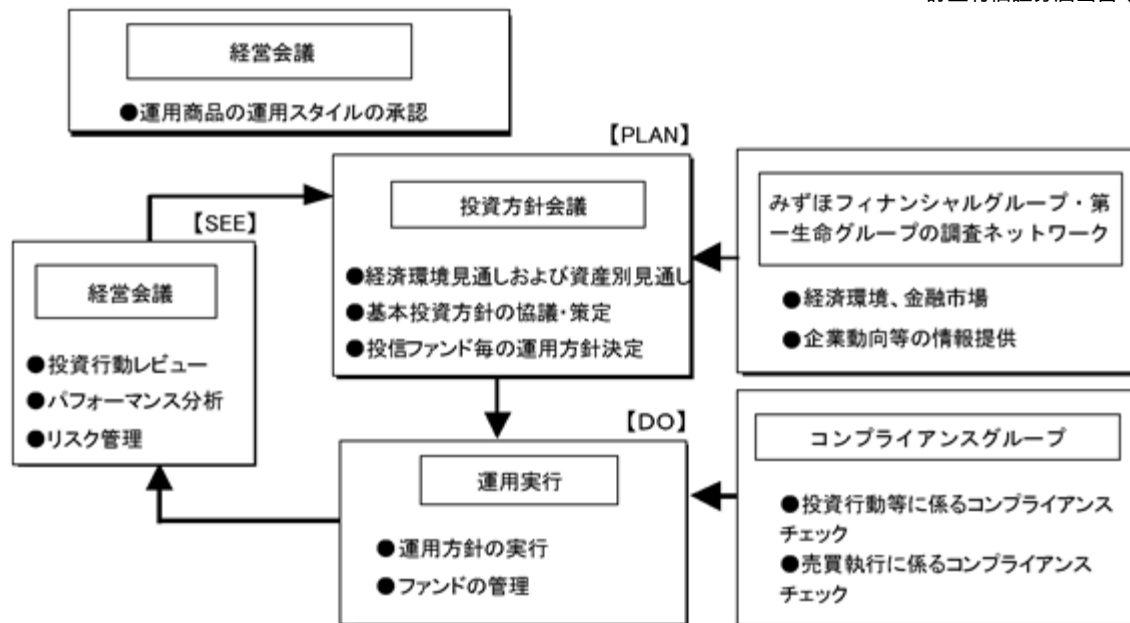 経営会議
●運用商品の運用スタイルの承認
【PLAN】
投資方針会議
●経済環境見通しおよび資産別見通し
●基本投資方針の協議・策定
●投信ファンド毎の運用方針決定
みずほフィナンシャルグループ・第
一生命グループの調査ネットワーク
●経済環境、金融市場
●企業動向等の情報提供
【SEE】
経営会議
●投資行動レビュー
●パフォーマンス分析
●リスク管理
【DO】
運用実行
●運用方針の実行
●ファンドの管理
コンプライアンスグループ
●投資行動等に係るコンプライアンス
チェック
●売買執行に係るコンプライアンス
チェック